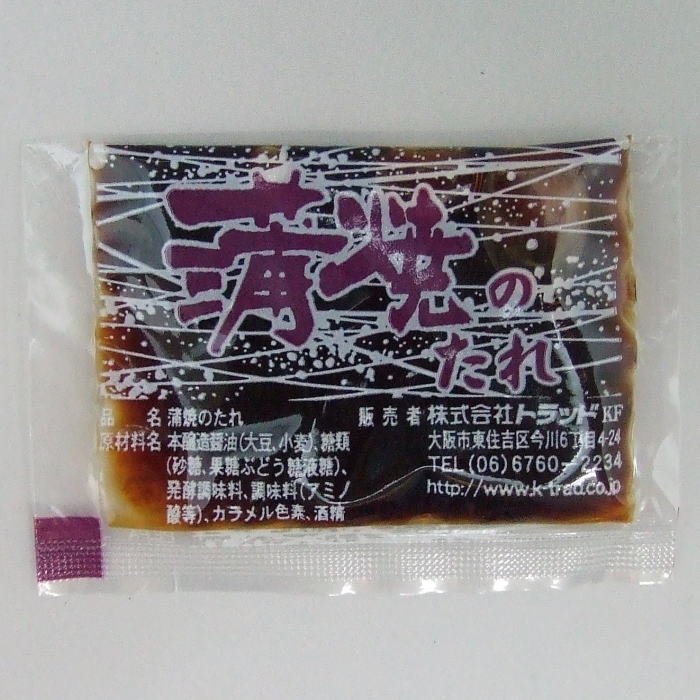 蒲焼の
たれ
品名 蒲焼のたれ
原材料名 本醸造醤油(大豆、小麦)、糖類
(砂糖、果糖ぶどう糖液糖)、
発酵調味料、調味料(アミノ
酸等)、カラメル色素、酒精
販売者 株式会社トラッド KF
大阪市東住吉区今川6丁目4-24
TEL (06) 6760-2234
http://www.k-trad.co.jp